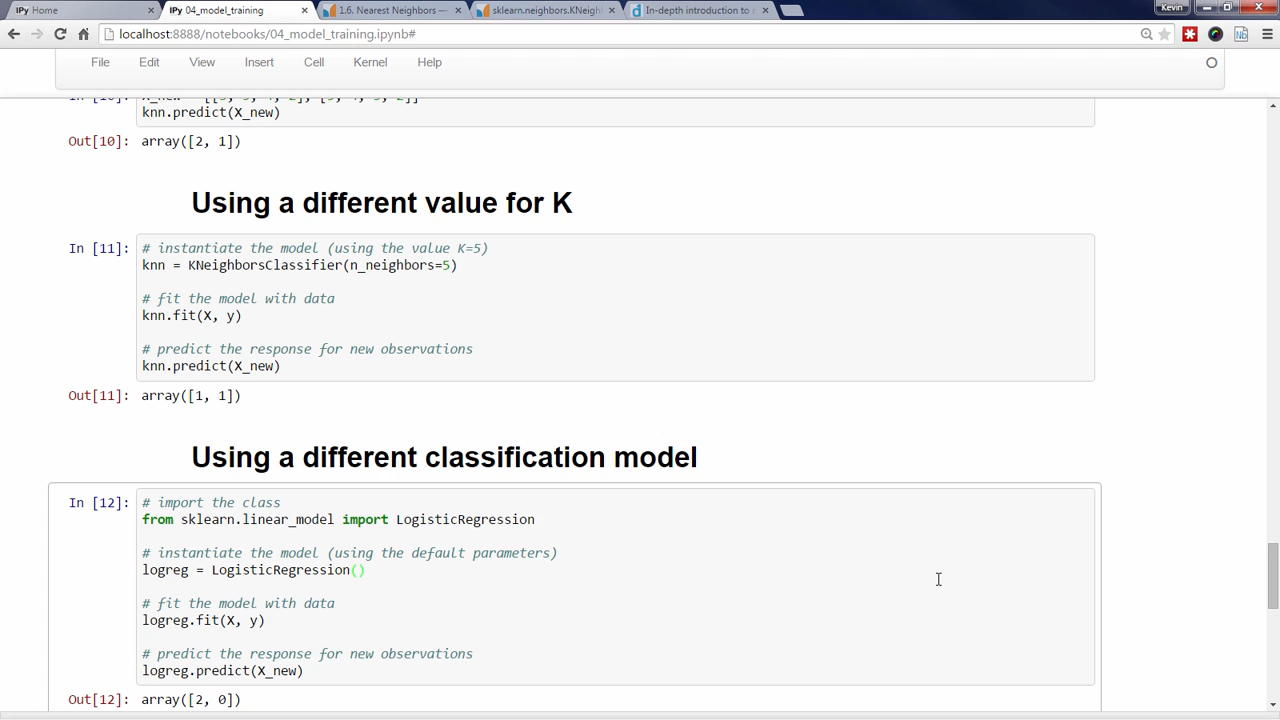 IPy Home
IPy 04_model_training
1.6. Nearest Neighbors —
sklearn.neighbors.KNeigh
In-depth introduction to
Kevin
localhost:8888/notebooks/04_model_training.ipynb#
File Edit View Insert Cell Kernel Help
knn.predict(X_new)
Out[10]: array([2, 1])
Using a different value for K
In [11]: # instantiate the model (using the value K=5)
knn = KNeighborsClassifier(n_neighbors=5)
# fit the model with data
knn.fit(X, y)
# predict the response for new observations
knn.predict(X_new)
Out[11]: array([1, 1])
Using a different classification model
In [12]: # import the class
from sklearn.linear_model import LogisticRegression
# instantiate the model (using the default parameters)
logreg = LogisticRegression()
# fit the model with data
logreg.fit(X, y)
# predict the response for new observations
logreg.predict(X_new)
Out[12]: array([2, 0])